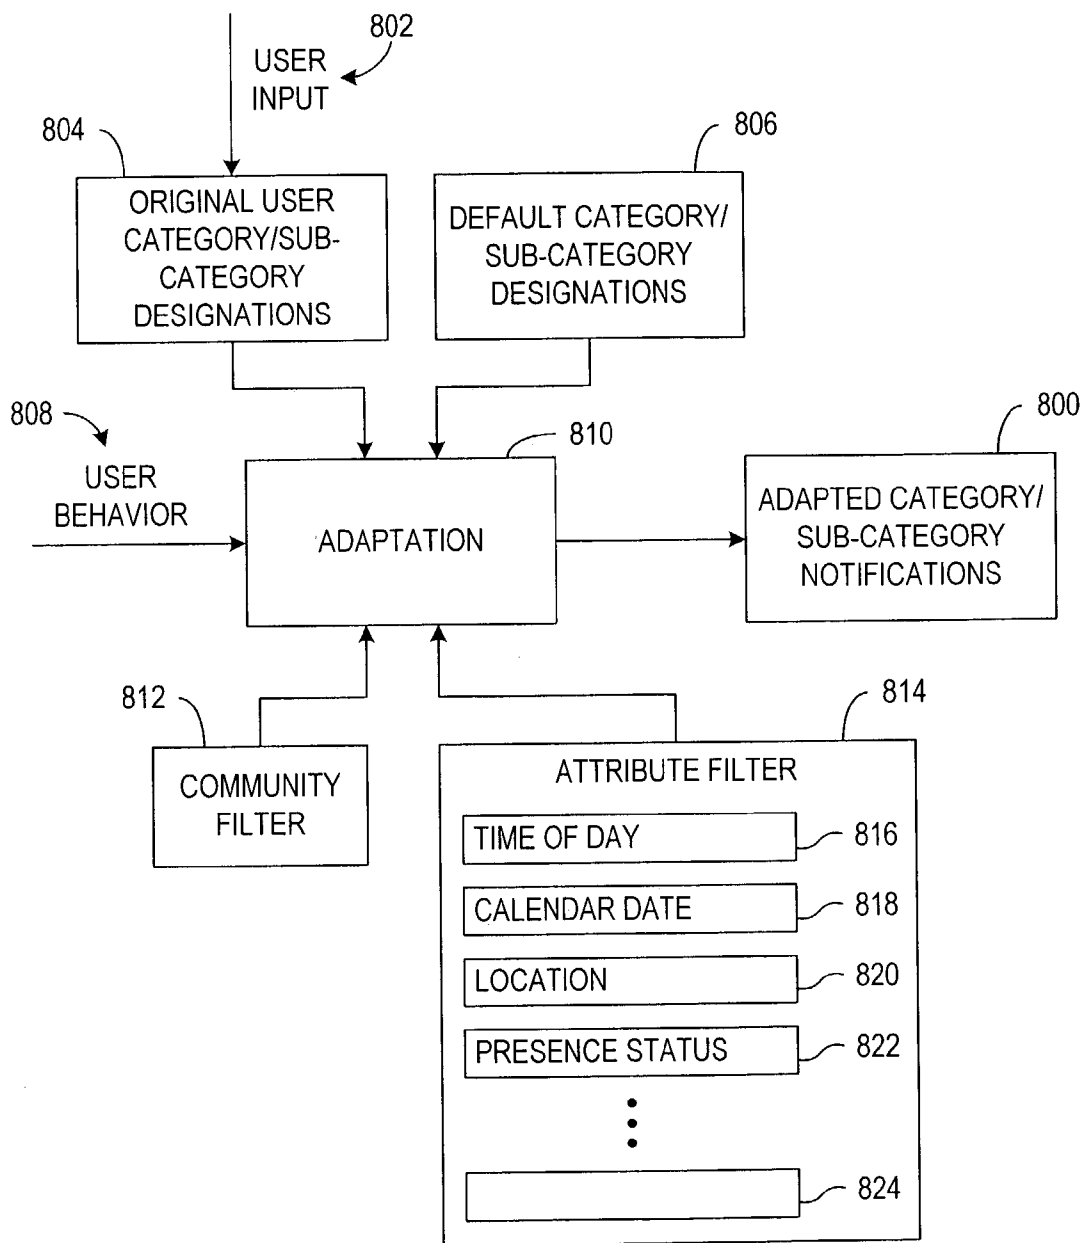 802
USER
INPUT
804
806
ORIGINAL USER
CATEGORY/SUB-
CATEGORY
DESIGNATIONS
DEFAULT CATEGORY/
SUB-CATEGORY
DESIGNATIONS
808
USER
BEHAVIOR
810
800
ADAPTATION
ADAPTED CATEGORY/
SUB-CATEGORY
NOTIFICATIONS
812
COMMUNITY
FILTER
814
ATTRIBUTE FILTER
TIME OF DAY
816
CALENDAR DATE
818
LOCATION
820
PRESENCE STATUS
822
824